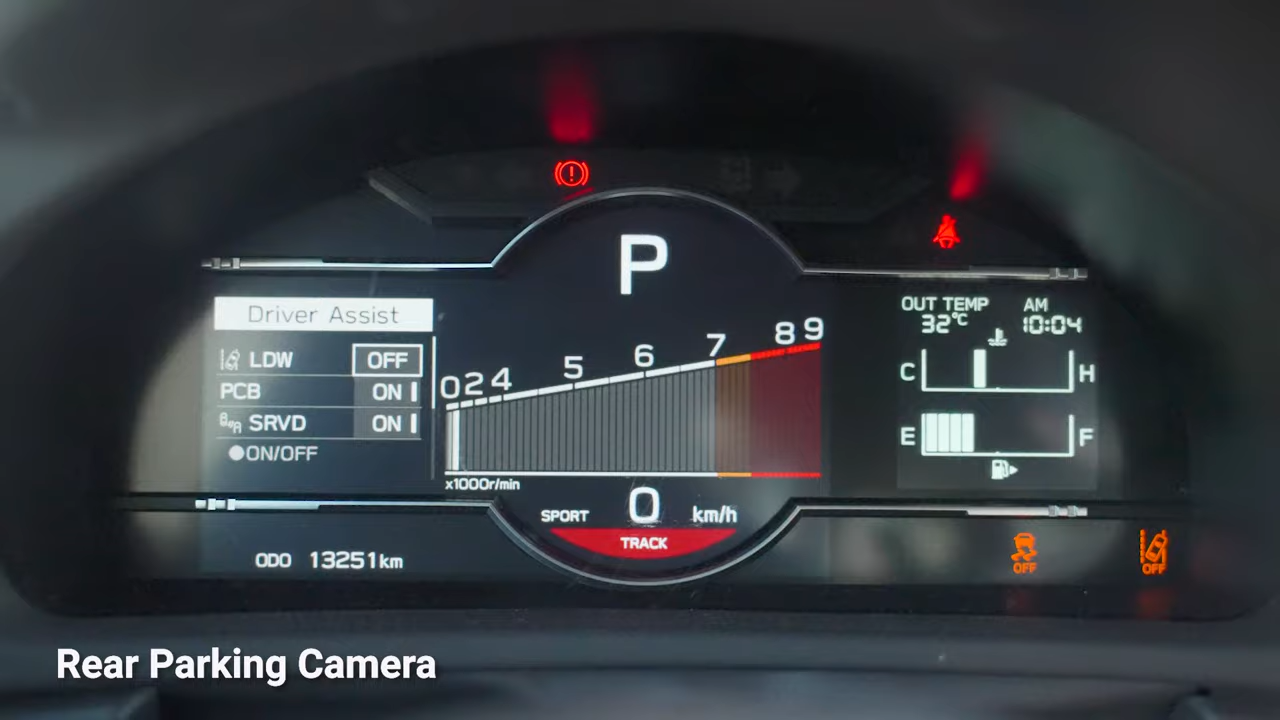 P
Driver Assist
LDW OFF
PCB ON
SRVD ON
ON/OFF
0 2 4 5 6 7 8 9
x1000r/min
SPORT 0 km/h
TRACK
ODO 13251km
OUT TEMP AM
32°C 10:04
C H
E F
OFF OFF
Rear Parking Camera